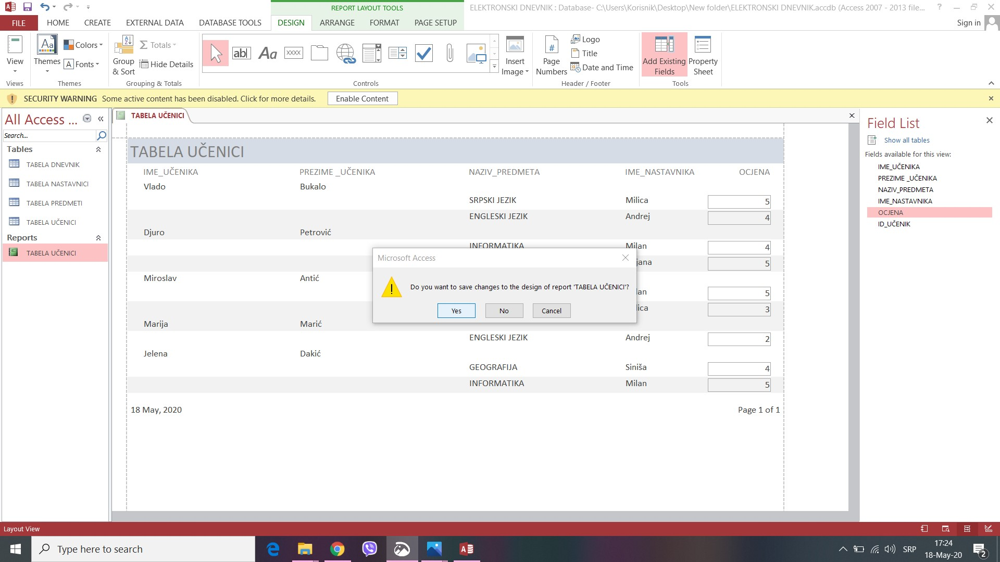 REPORT LAYOUT TOOLS
ELEKTRONSKI DNEVNIK : Database- C:\Users\Korisnik\Desktop\New folder\ELEKTRONSKI DNEVNIK.accdb (Access 2007 - 2013 file...
FILE HOME CREATE EXTERNAL DATA DATABASE TOOLS DESIGN ARRANGE FORMAT PAGE SETUP Sign in
View
Views
Themes
Colors
Fonts
Themes
Group & Sort
Totals
Hide Details
Grouping & Totals
Controls
Insert Image
Page Numbers
Logo
Title
Date and Time
Header / Footer
Add Existing Fields
Property Sheet
Tools
SECURITY WARNING Some active content has been disabled. Click for more details. Enable Content
All Access ...
Search...
Tables
TABELA DNEVNIK
TABELA NASTAVNICI
TABELA PREDMETI
TABELA UČENICI
Reports
TABELA UČENICI
TABELA UČENICI
TABELA UČENICI
IME_UČENIKA PREZIME _UČENIKA NAZIV_PREDMETA IME_NASTAVNIKA OCJENA
Vlado Bukalo
SRPSKI JEZIK Milica 5
ENGLESKI JEZIK Andrej 4
Djuro Petrović
INFORMATIKA Milan 4
jana 5
Miroslav Antić
an 5
ica 3
Marija Marić
ENGLESKI JEZIK Andrej 2
Jelena Dakić
GEOGRAFIJA Siniša 4
INFORMATIKA Milan 5
18 May, 2020 Page 1 of 1
Microsoft Access
Do you want to save changes to the design of report 'TABELA UČENICI'?
Yes No Cancel
Field List
Show all tables
Fields available for this view:
IME_UČENIKA
PREZIME _UČENIKA
NAZIV_PREDMETA
IME_NASTAVNIKA
OCJENA
ID_UČENIK
Layout View
Type here to search
SRP
17:24
18-May-20
2